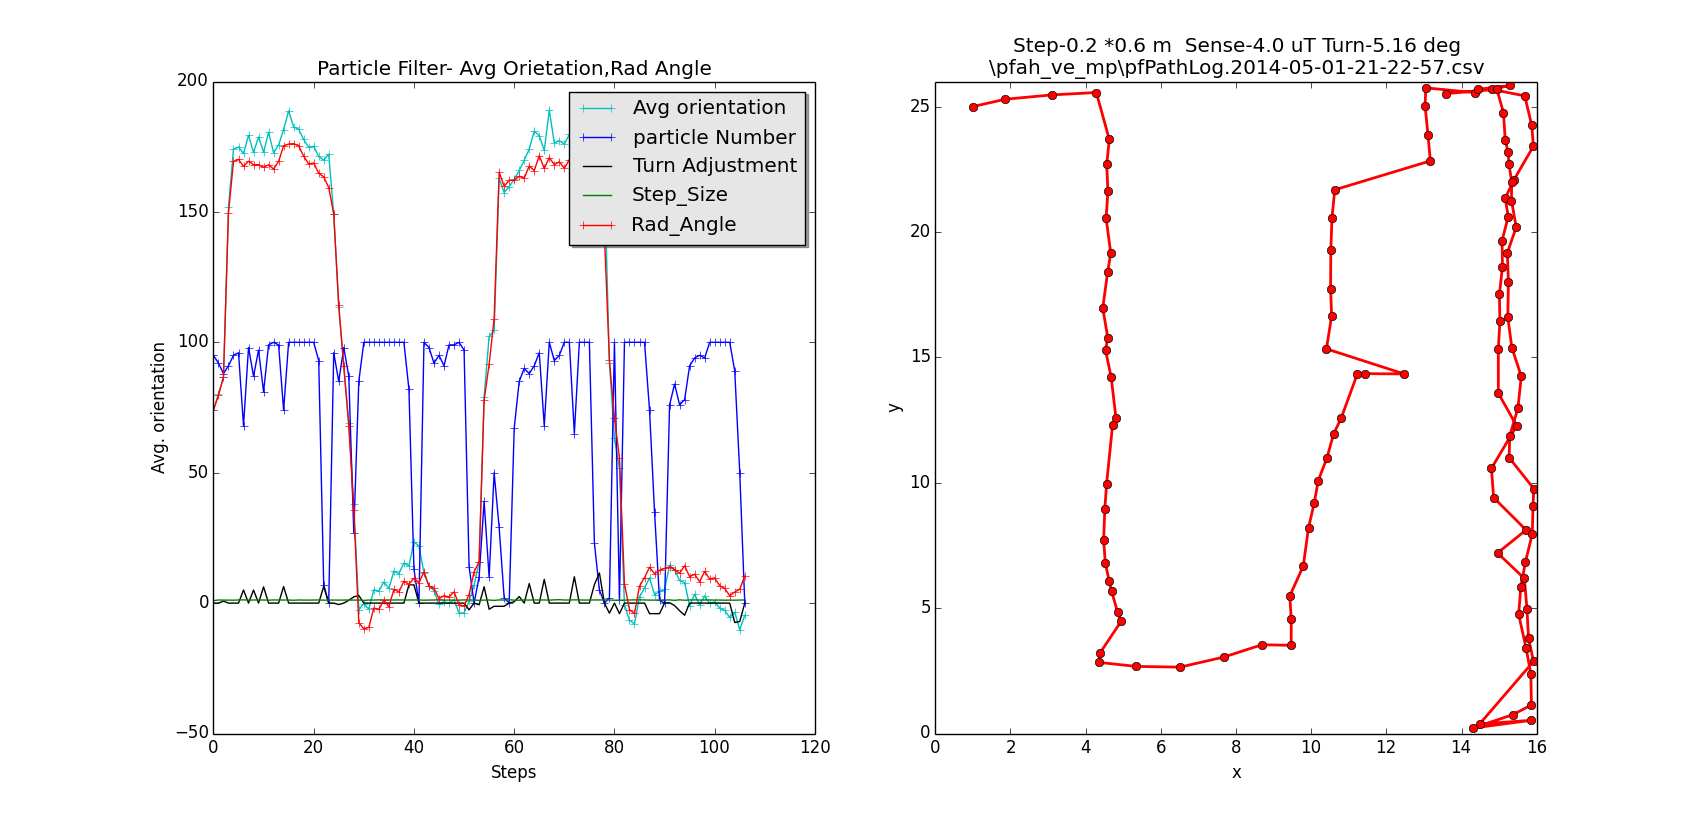 Particle Filter- Avg Orietation,Rad Angle
200
150
100
50
0
−50
Avg. orientation
0 20 40 60 80 100 120
Steps
Avg orientation
particle Number
Turn Adjustment
Step_Size
Rad_Angle
Step-0.2 *0.6 m  Sense-4.0 uT Turn-5.16 deg
\pfah_ve_mp\pfPathLog.2014-05-01-21-22-57.csv
25
20
15
10
5
0
y
0 2 4 6 8 10 12 14 16
x